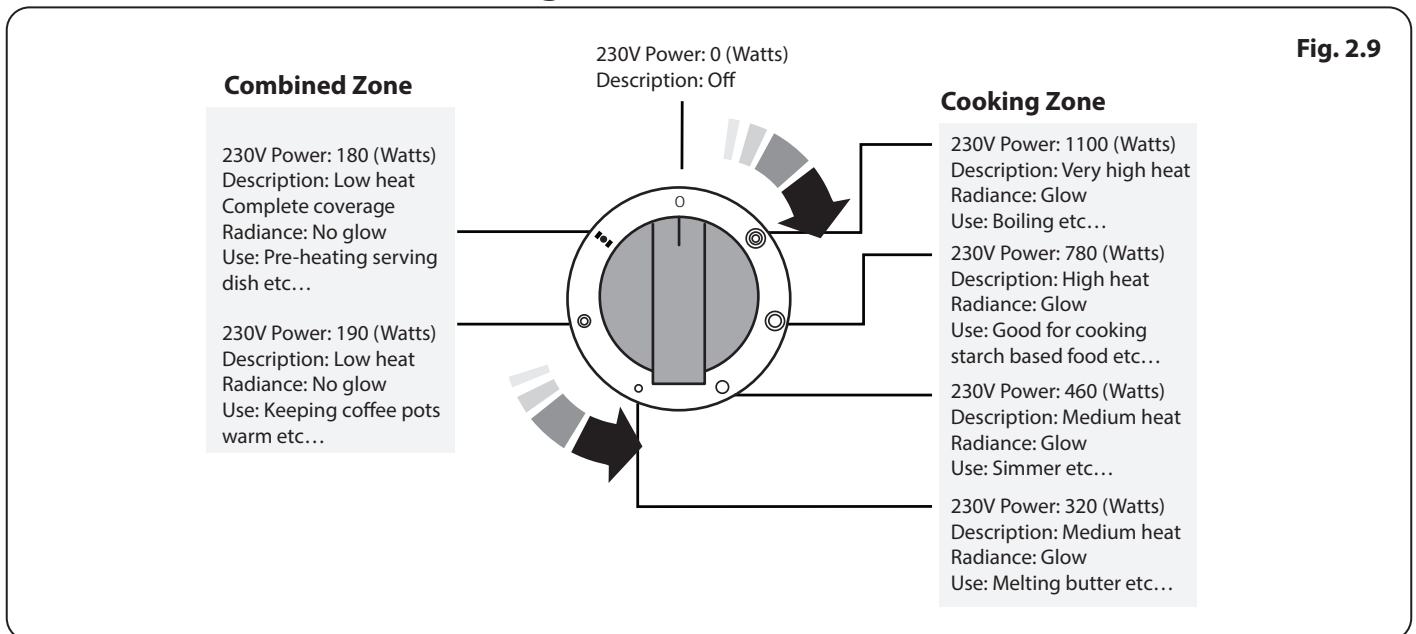 Fig. 2.9
230V Power: 0 (Watts)
Description: Off
Combined Zone
230V Power: 180 (Watts)
Description: Low heat
Complete coverage
Radiance: No glow
Use: Pre-heating serving
dish etc…
230V Power: 190 (Watts)
Description: Low heat
Radiance: No glow
Use: Keeping coffee pots
warm etc…
0
Cooking Zone
230V Power: 1100 (Watts)
Description: Very high heat
Radiance: Glow
Use: Boiling etc…
230V Power: 780 (Watts)
Description: High heat
Radiance: Glow
Use: Good for cooking
starch based food etc…
230V Power: 460 (Watts)
Description: Medium heat
Radiance: Glow
Use: Simmer etc…
230V Power: 320 (Watts)
Description: Medium heat
Radiance: Glow
Use: Melting butter etc…